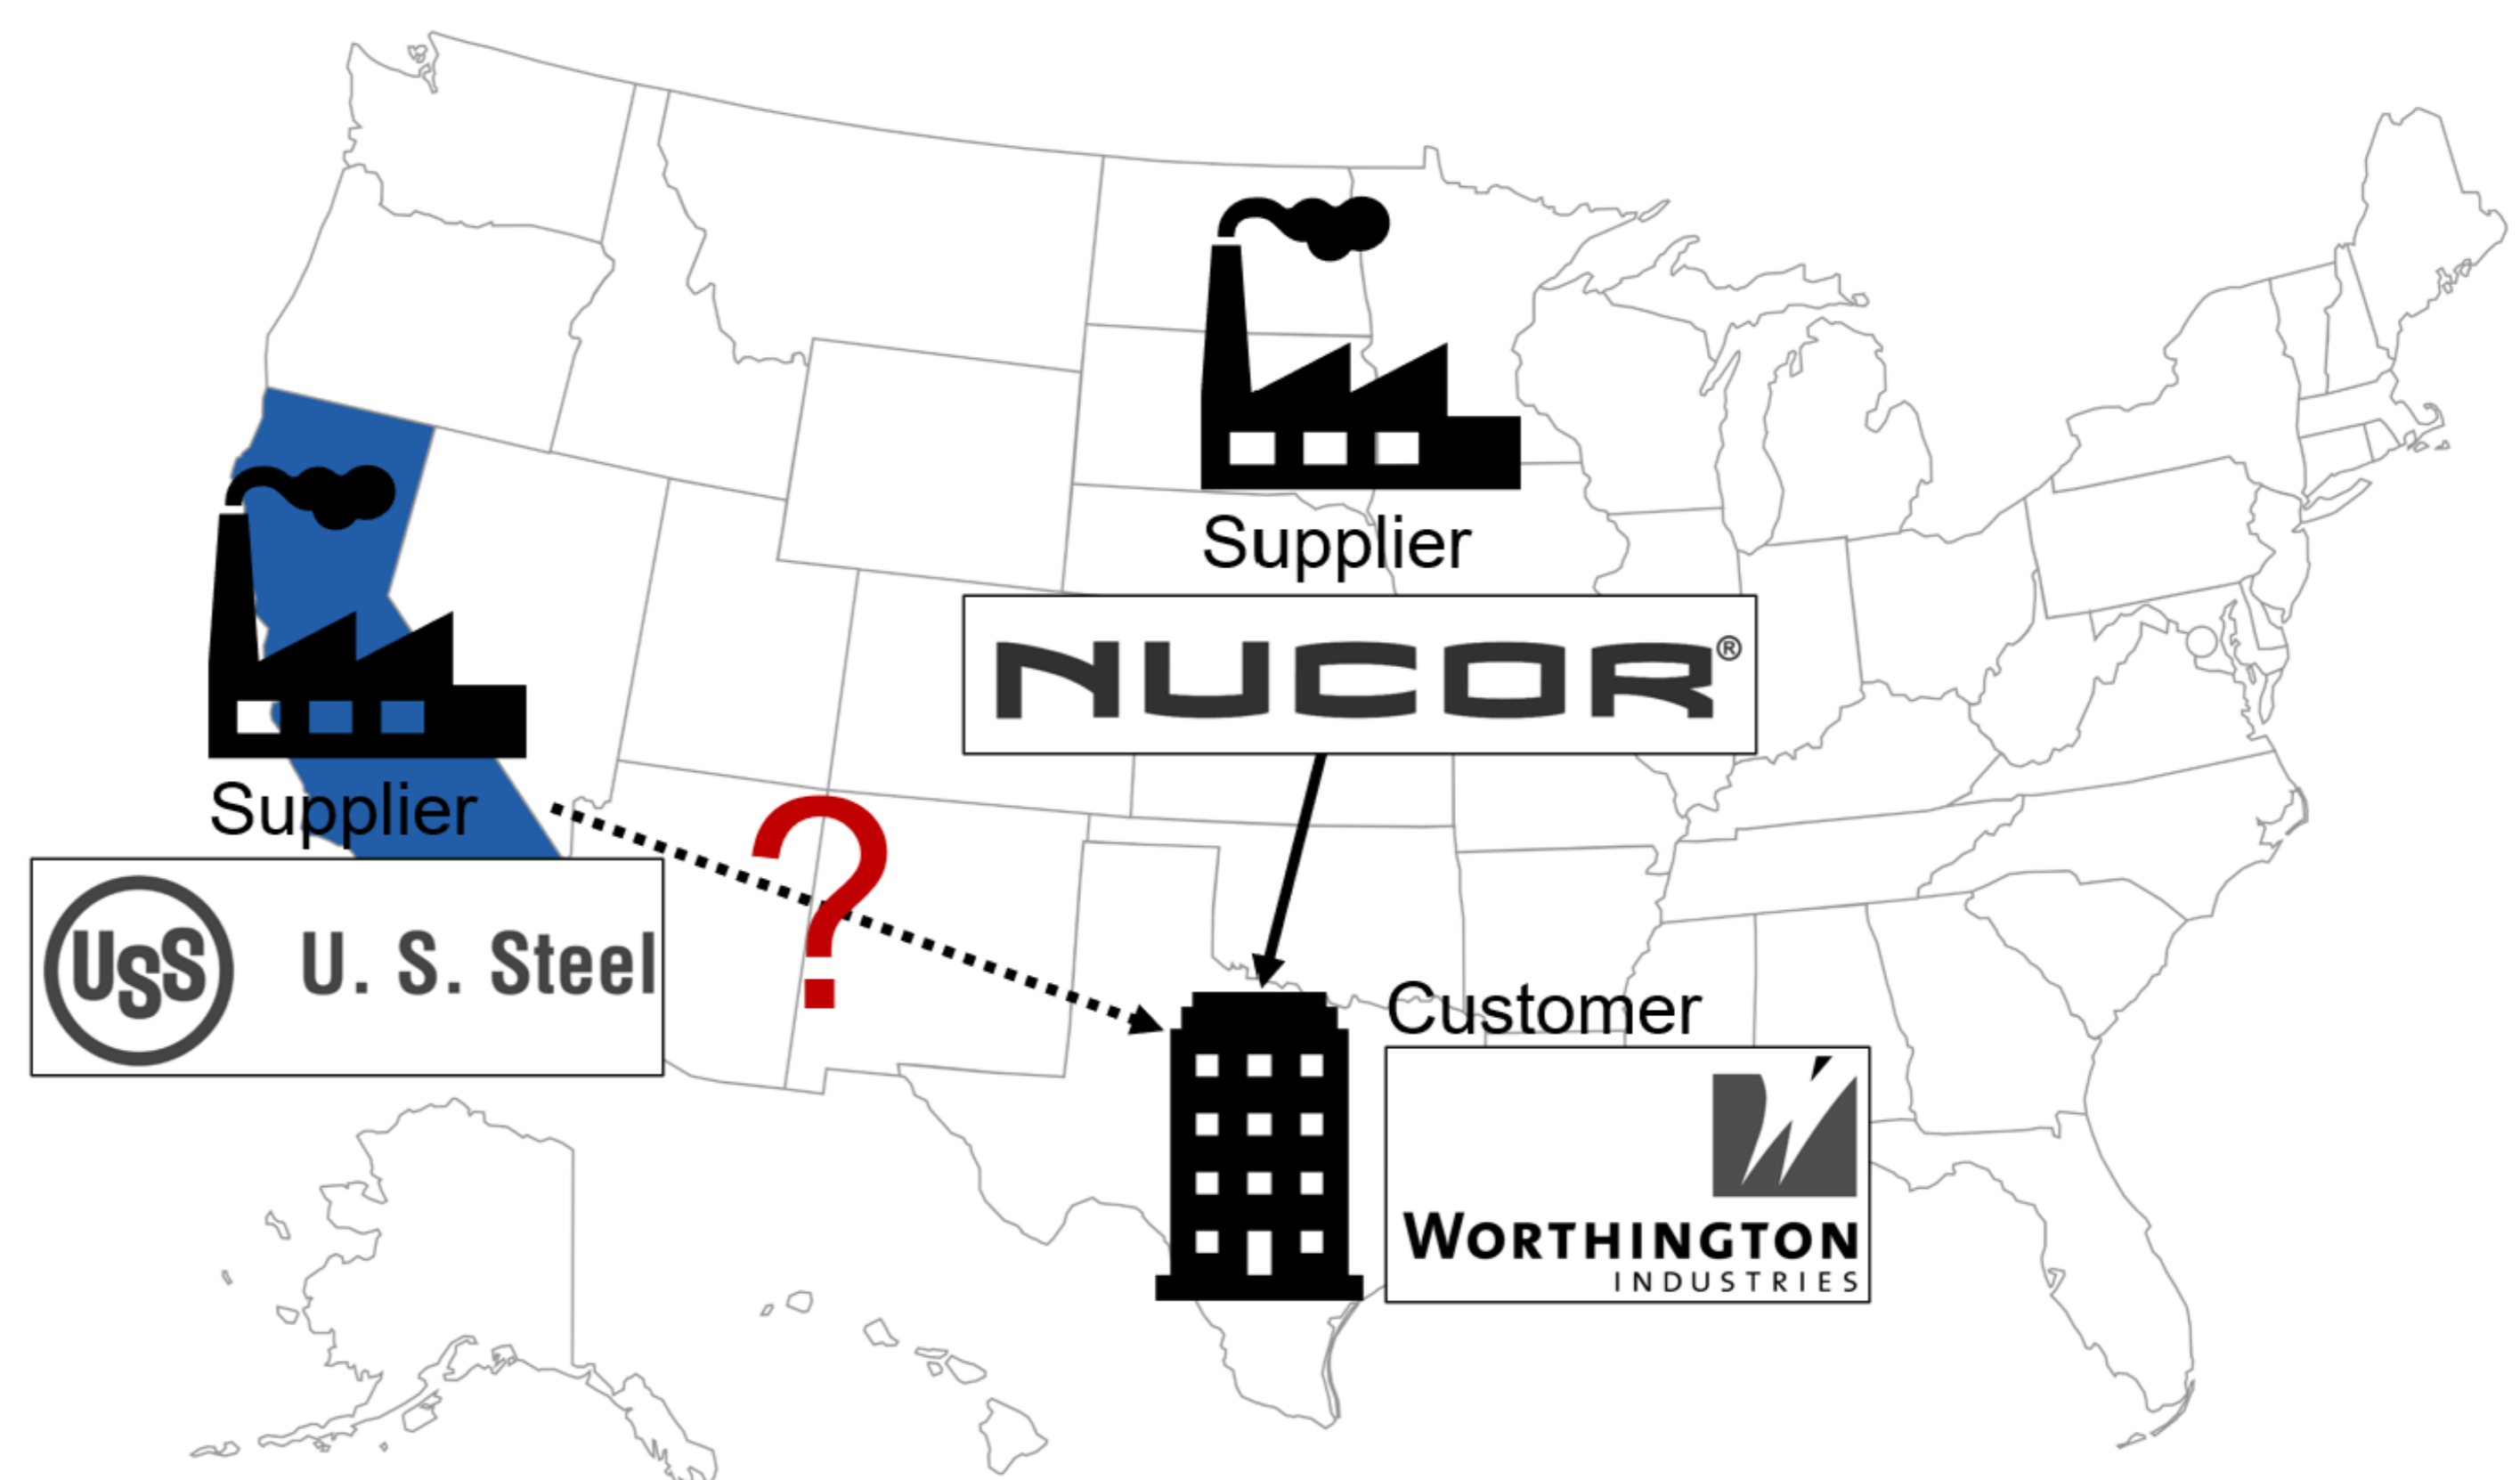 Supplier
NUCOR®
Supplier
?
USS U. S. Steel
Customer
WORTHINGTON
INDUSTRIES